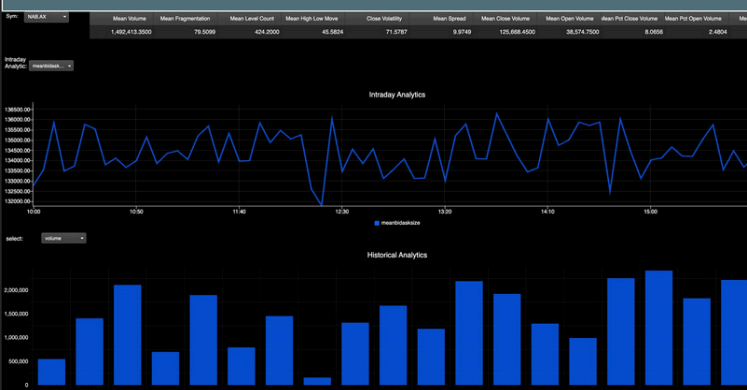 Sym: NAB.AX Mean Volume Mean Fragmentation Mean Level Count Mean High Low Move Close Volatility Mean Spread Mean Close Volume Mean Open Volume Mean Pct Close Volume Mean Pct Open Volume
1,492,413.3500 79.5099 424.2000 45.5824 71.5787 9.9749 125,668.4500 38,574.7500 8.0656 2.4804
Intraday
Analytic: meanbidask...
Intraday Analytics
136500.00
136000.00
135500.00
135000.00
134500.00
134000.00
133500.00
133000.00
132500.00
132000.00
10:00 10:50 11:40 12:30 13:20 14:10 15:00
meanbidasksize
select: volume
Historical Analytics
2,000,000
1,500,000
1,000,000
500,000
0